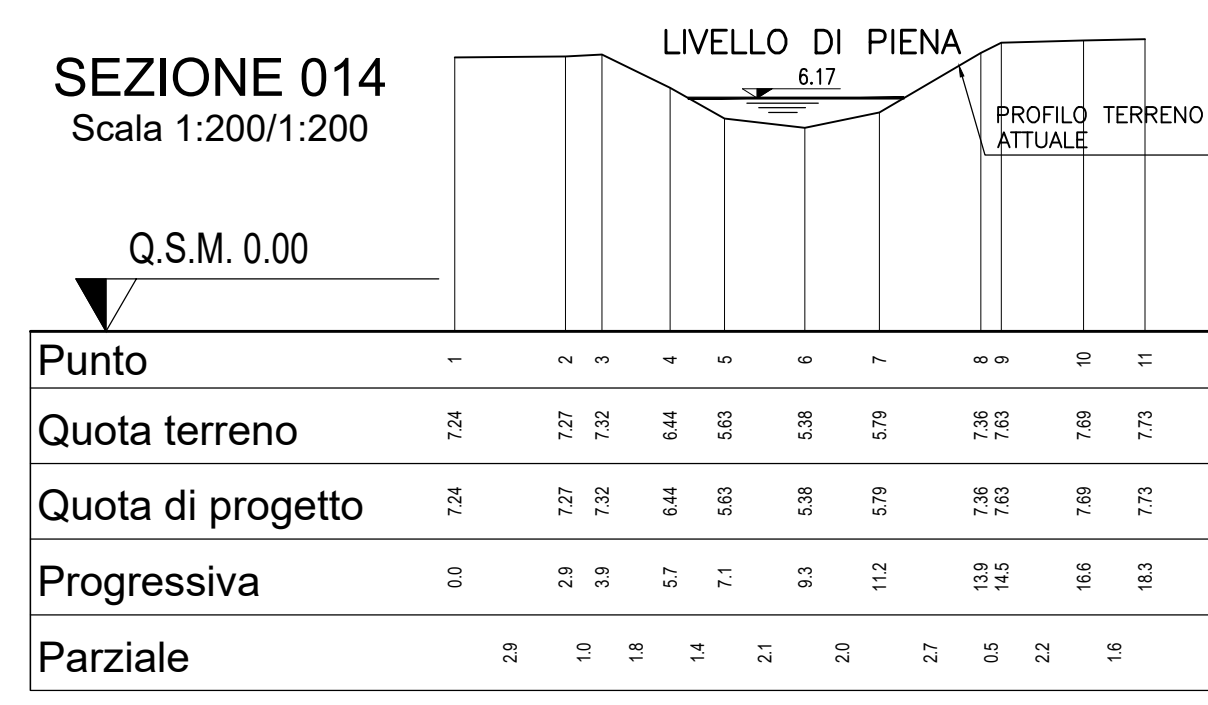 SEZIONE 014
Scala 1:200/1:200
LIVELLO DI PIENA
6.17
PROFILO TERRENO
ATTUALE
Q.S.M. 0.00
Punto 1 2 3 4 5 6 7 8 9 10 11
Quota terreno 7.24 7.27 7.32 6.44 5.63 5.38 5.79 7.36 7.63 7.69 7.73
Quota di progetto 7.24 7.27 7.32 6.44 5.63 5.38 5.79 7.36 7.63 7.69 7.73
Progressiva 0.0 2.9 3.9 5.7 7.1 9.3 11.2 13.9 14.5 16.6 18.3
Parziale 2.9 1.0 1.8 1.4 2.1 2.0 2.7 0.5 2.2 1.6